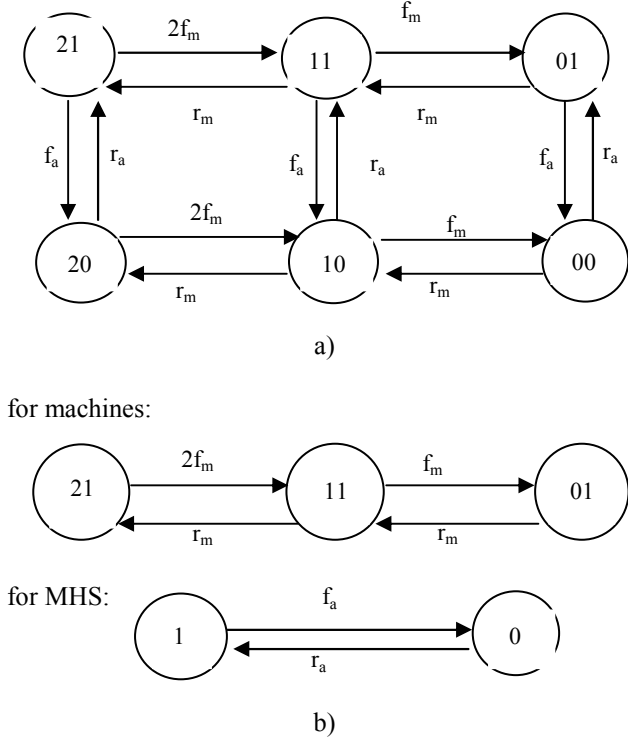 21 2fm 11 fm 01
rm rm
fa ra fa ra fa ra
2fm fm
20 10 00
rm rm
a)
for machines:
21 2fm 11 fm 01
rm rm
for MHS:
1 fa 0
ra
b)